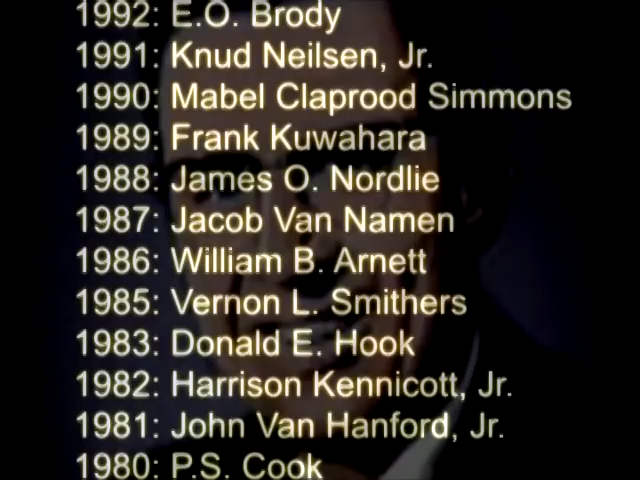 1992: E.O. Brody
1991: Knud Neilsen, Jr.
1990: Mabel Claprood Simmons
1989: Frank Kuwahara
1988: James O. Nordlie
1987: Jacob Van Namen
1986: William B. Arnett
1985: Vernon L. Smithers
1983: Donald E. Hook
1982: Harrison Kennicott, Jr.
1981: John Van Hanford, Jr.
1980: P.S. Cook